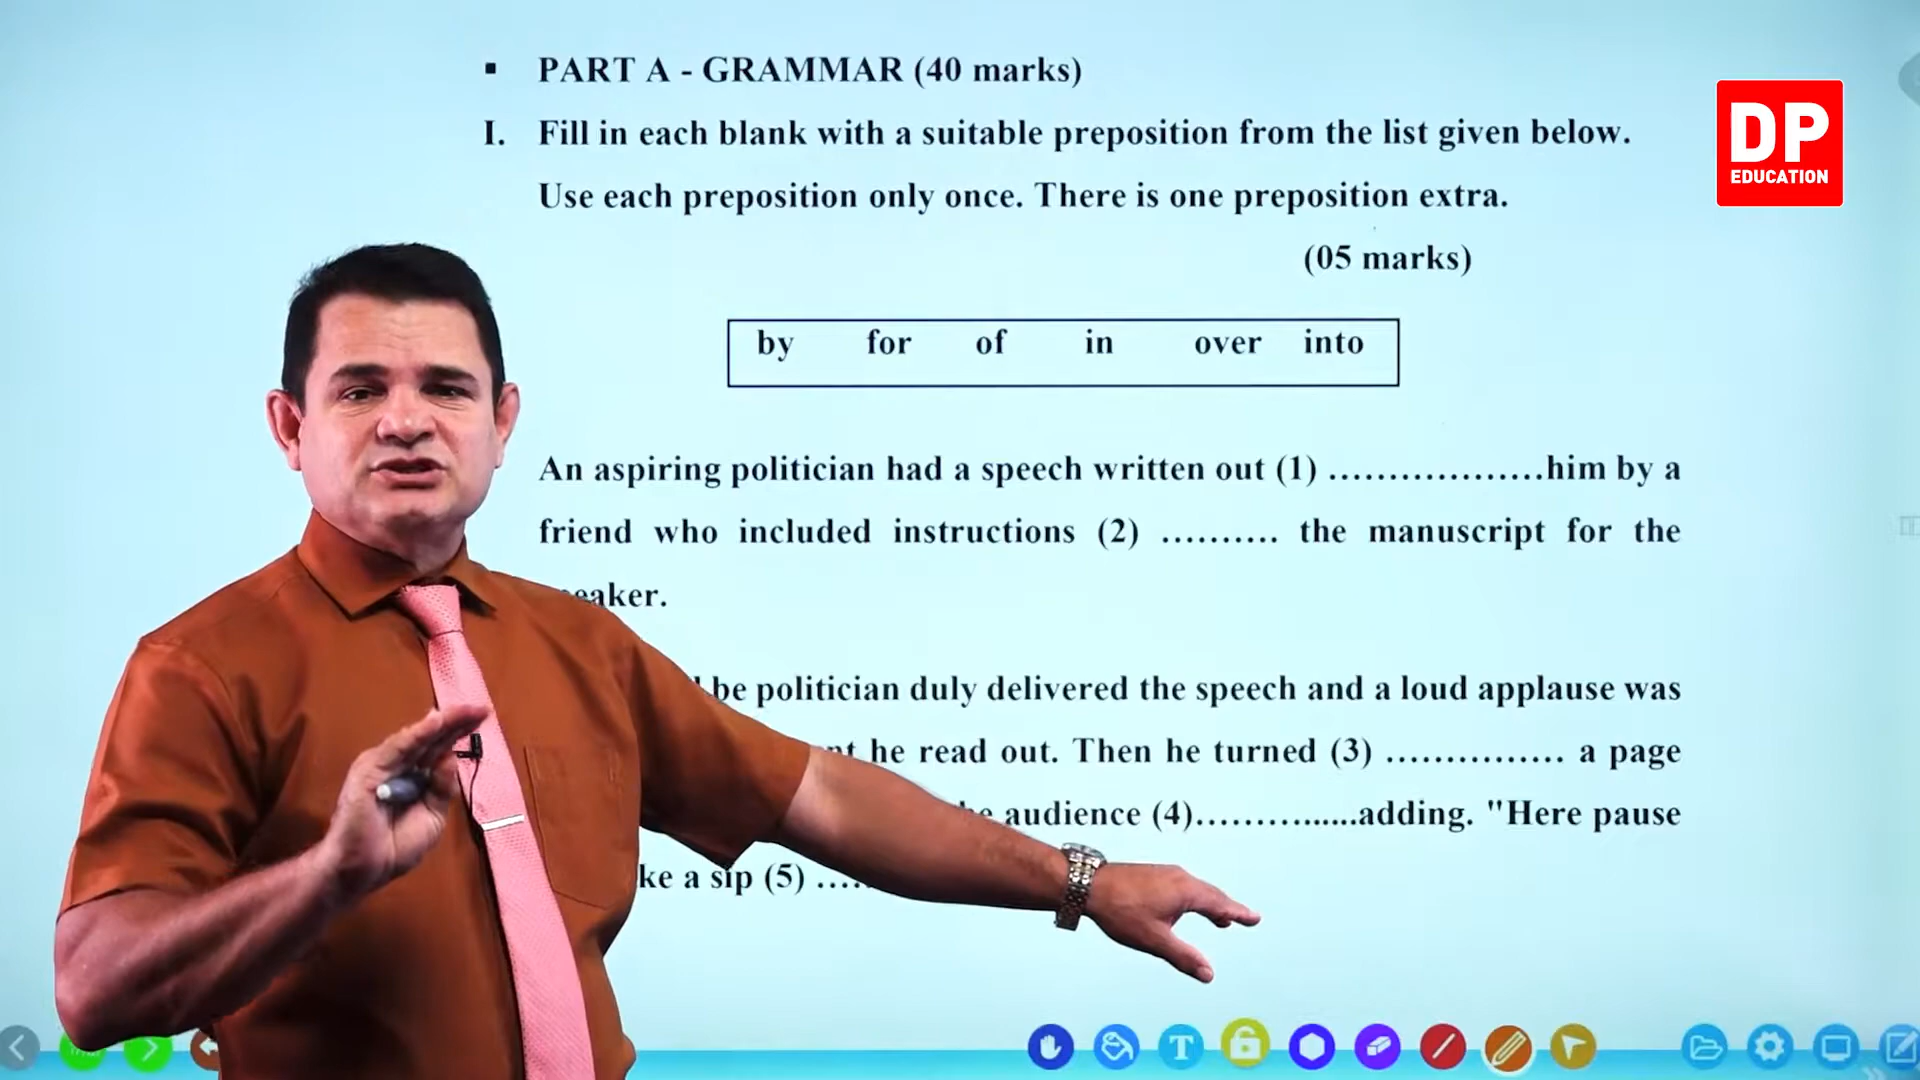 PART A - GRAMMAR (40 marks)
I. Fill in each blank with a suitable preposition from the list given below.
Use each preposition only once. There is one preposition extra.
(05 marks)
by for of in over into
An aspiring politician had a speech written out (1) ..................him by a
friend who included instructions (2) .......... the manuscript for the
be politician duly delivered the speech and a loud applause was
he read out. Then he turned (3) ............... a page
audience (4)................adding. "Here pause
a sip (5) .....
DP
EDUCATION